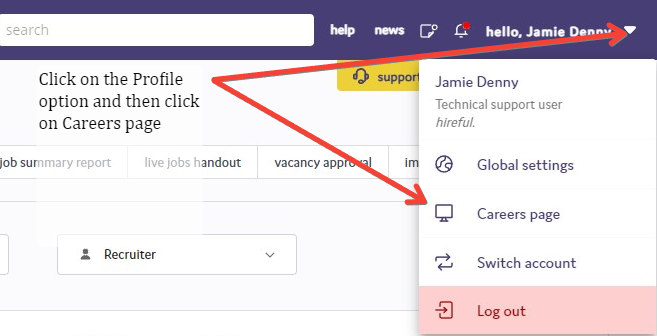 search
help
news
hello, Jamie Denny
Click on the Profile
option and then click
on Careers page
support
Jamie Denny
Technical support user
hireful.
Global settings
Careers page
Switch account
Log out
job summary report
live jobs handout
vacancy approval
im
Recruiter